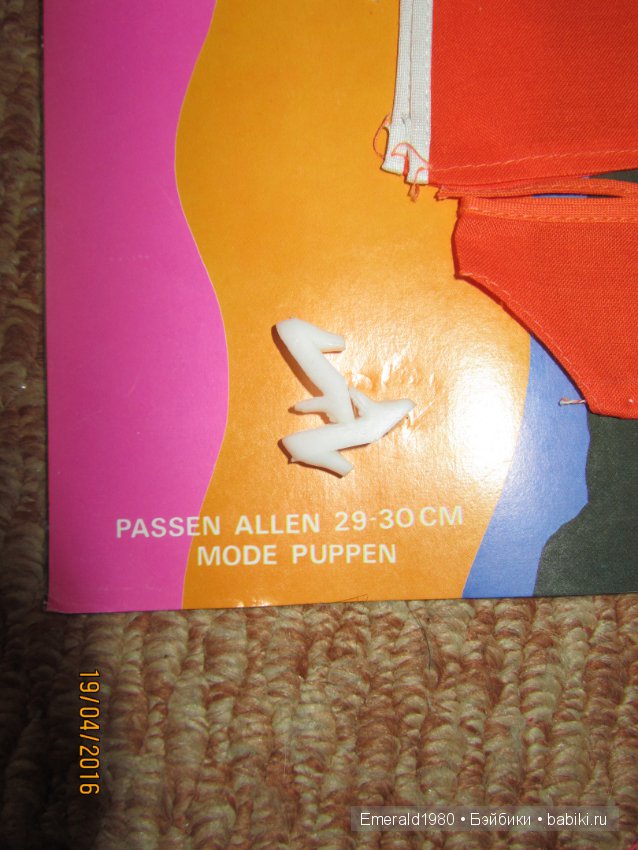 PASSEN ALLEN 29-30 CM
MODE PUPPEN
19/04/2016
Emerald1980 • Бэйбики • babiki.ru